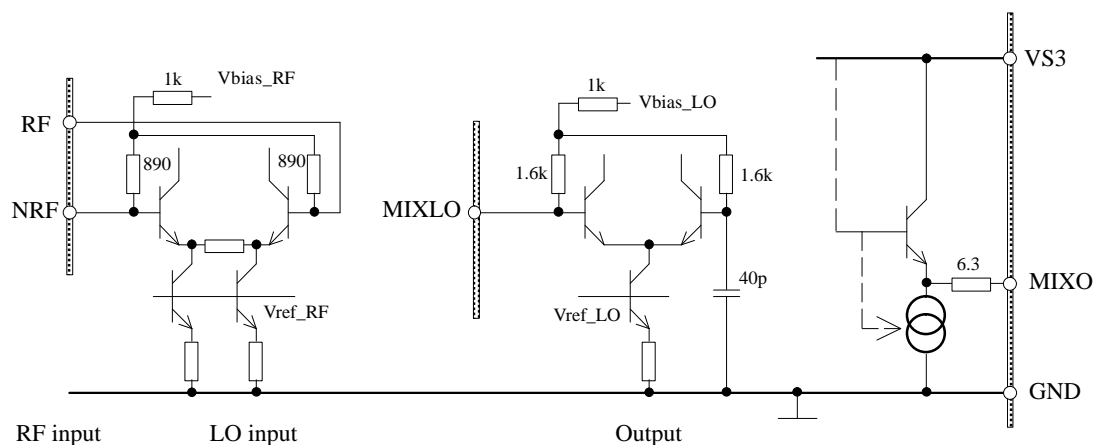 VS3
1k
Vbias_RF
1k
Vbias_LO
RF
890
890
1.6k
1.6k
NRF
MIXLO
6.3
40p
MIXO
Vref_RF
Vref_LO
GND
RF input
LO input
Output